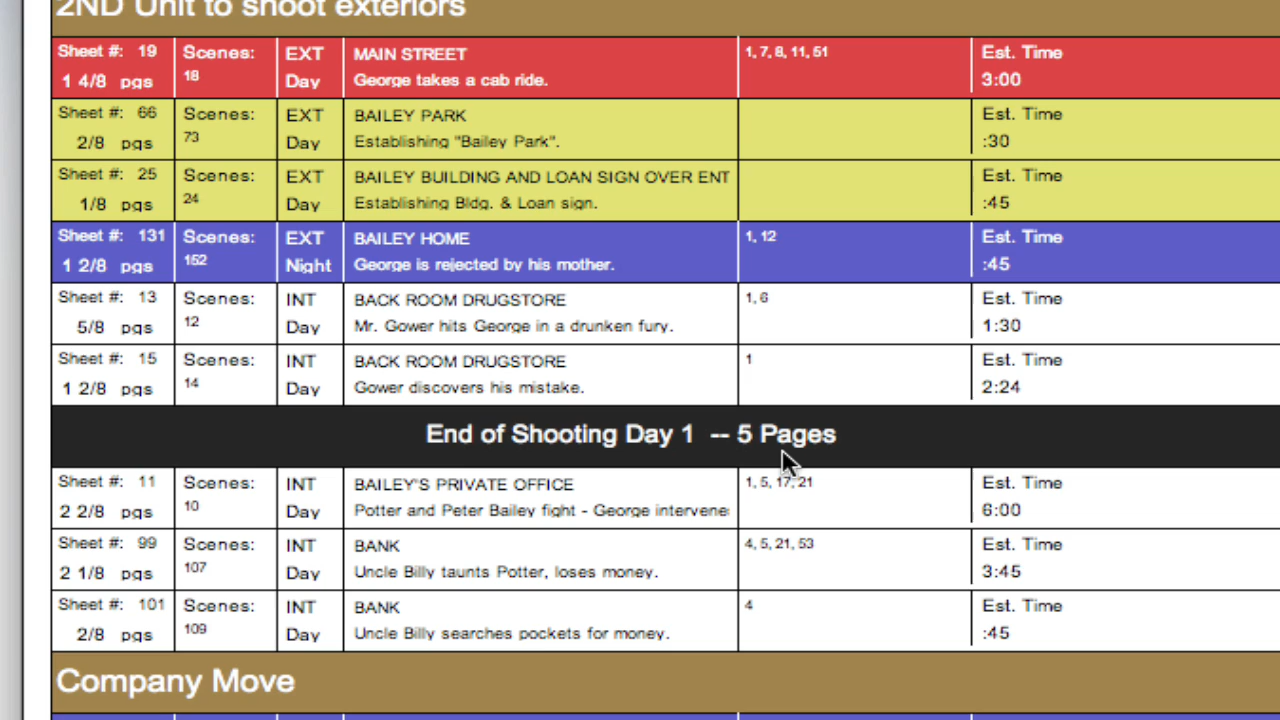 2ND Unit to shoot exteriors
Sheet #: 19 Scenes: EXT MAIN STREET 1, 7, 8, 11, 51 Est. Time
1 4/8 pgs 18 Day George takes a cab ride. 3:00
Sheet #: 66 Scenes: EXT BAILEY PARK Est. Time
2/8 pgs 73 Day Establishing "Bailey Park". :30
Sheet #: 25 Scenes: EXT BAILEY BUILDING AND LOAN SIGN OVER ENT Est. Time
1/8 pgs 24 Day Establishing Bldg. & Loan sign. :45
Sheet #: 131 Scenes: EXT BAILEY HOME 1, 12 Est. Time
1 2/8 pgs 152 Night George is rejected by his mother. :45
Sheet #: 13 Scenes: INT BACK ROOM DRUGSTORE 1, 6 Est. Time
5/8 pgs 12 Day Mr. Gower hits George in a drunken fury. 1:30
Sheet #: 15 Scenes: INT BACK ROOM DRUGSTORE 1 Est. Time
1 2/8 pgs 14 Day Gower discovers his mistake. 2:24
End of Shooting Day 1 -- 5 Pages
Sheet #: 11 Scenes: INT BAILEY'S PRIVATE OFFICE 1, 5, 17, 21 Est. Time
2 2/8 pgs 10 Day Potter and Peter Bailey fight - George intervene 6:00
Sheet #: 99 Scenes: INT BANK 4, 5, 21, 53 Est. Time
2 1/8 pgs 107 Day Uncle Billy taunts Potter, loses money. 3:45
Sheet #: 101 Scenes: INT BANK 4 Est. Time
2/8 pgs 109 Day Uncle Billy searches pockets for money. :45
Company Move